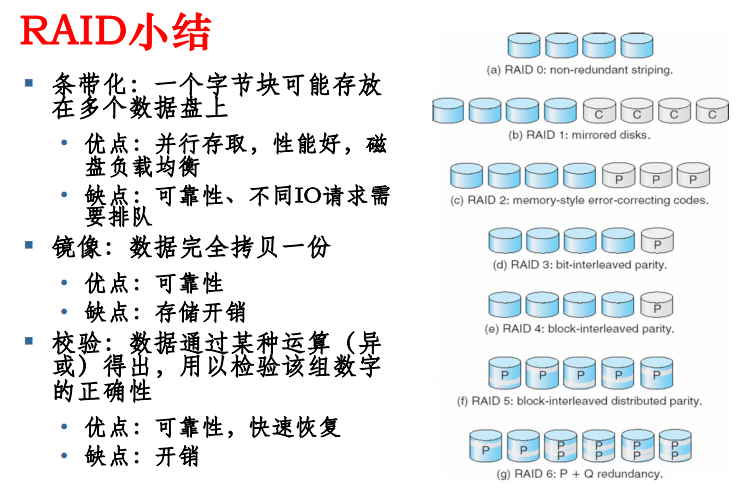 RAID小结
条带化：一个字节块可能存放
在多个数据盘上
优点：并行存取，性能好，磁
盘负载均衡
缺点：可靠性、不同IO请求需
要排队
镜像：数据完全拷贝一份
优点：可靠性
缺点：存储开销
校验：数据通过某种运算（异
或）得出，用以检验该组数字
的正确性
优点：可靠性，快速恢复
缺点：开销
(a) RAID 0: non-redundant striping.
C C C C
(b) RAID 1: mirrored disks.
P P P
(c) RAID 2: memory-style error-correcting codes.
P
(d) RAID 3: bit-interleaved parity.
P
(e) RAID 4: block-interleaved parity.
P P P P P
(f) RAID 5: block-interleaved distributed parity.
P P P P P P
P P P P
(g) RAID 6: P + Q redundancy.